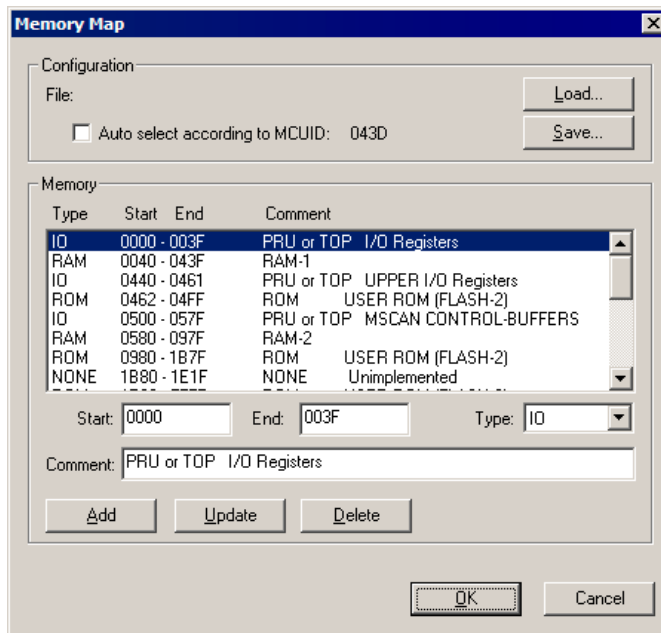 Memory Map
Configuration
File:
Load...
Auto select according to MCUID: 043D
Save...
Memory
Type Start End Comment
IO 0000 - 003F PRU or TOP I/O Registers
RAM 0040 - 043F RAM-1
IO 0440 - 0461 PRU or TOP UPPER I/O Registers
ROM 0462 - 04FF ROM USER ROM (FLASH-2)
IO 0500 - 057F PRU or TOP MSCAN CONTROL-BUFFERS
RAM 0580 - 097F RAM-2
ROM 0980 - 1B7F ROM USER ROM (FLASH-2)
NONE 1B80 - 1E1F NONE Unimplemented
Start: 0000 End: 003F Type: IO
Comment: PRU or TOP I/O Registers
Add Update Delete
OK Cancel